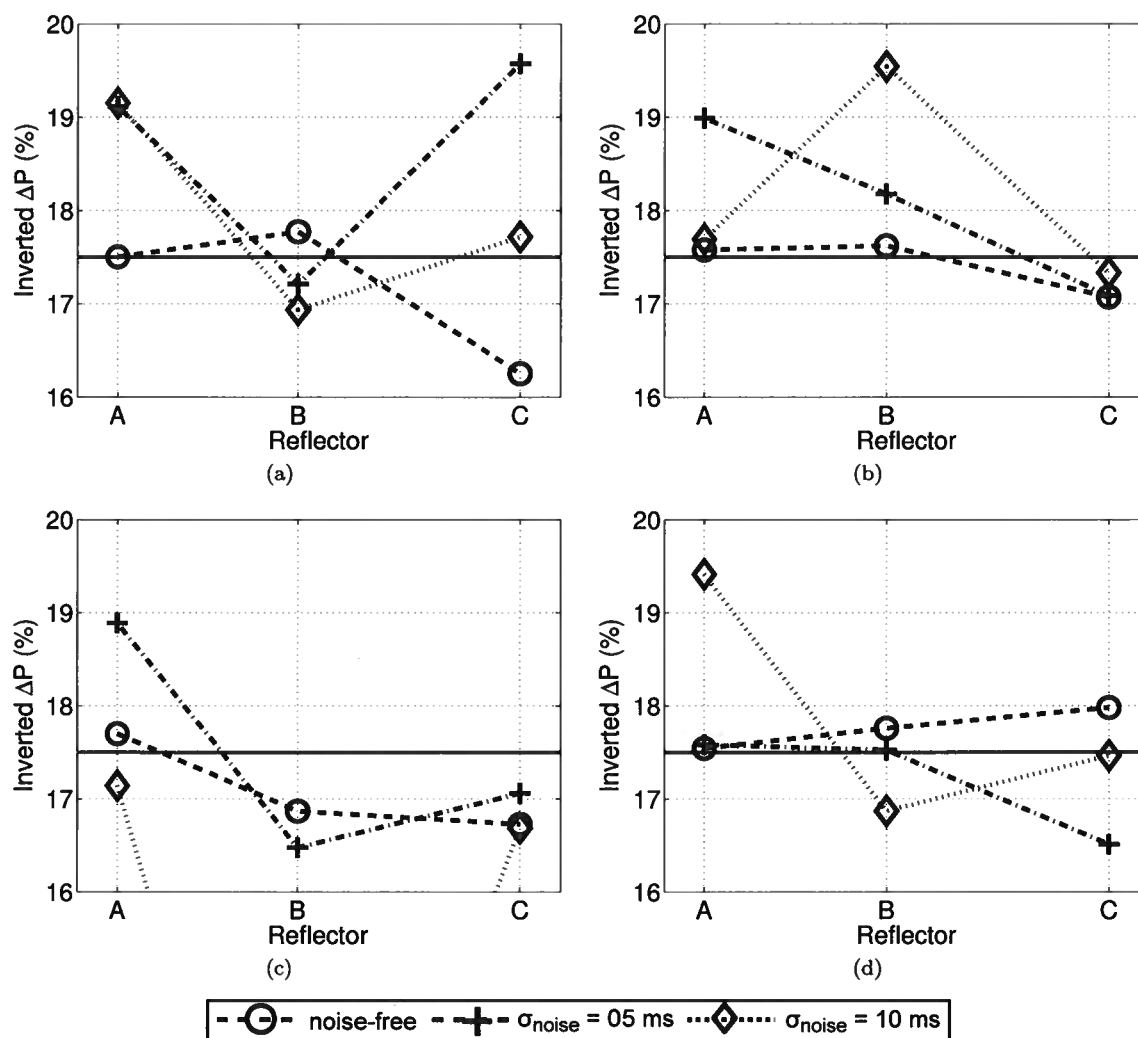 20
19
18
17
16
Inverted ΔP (%)
A B C
Reflector
(a)
20
19
18
17
16
Inverted ΔP (%)
A B C
Reflector
(b)
20
19
18
17
16
Inverted ΔP (%)
A B C
Reflector
(c)
20
19
18
17
16
Inverted ΔP (%)
A B C
Reflector
(d)
noise-free σnoise = 05 ms σnoise = 10 ms